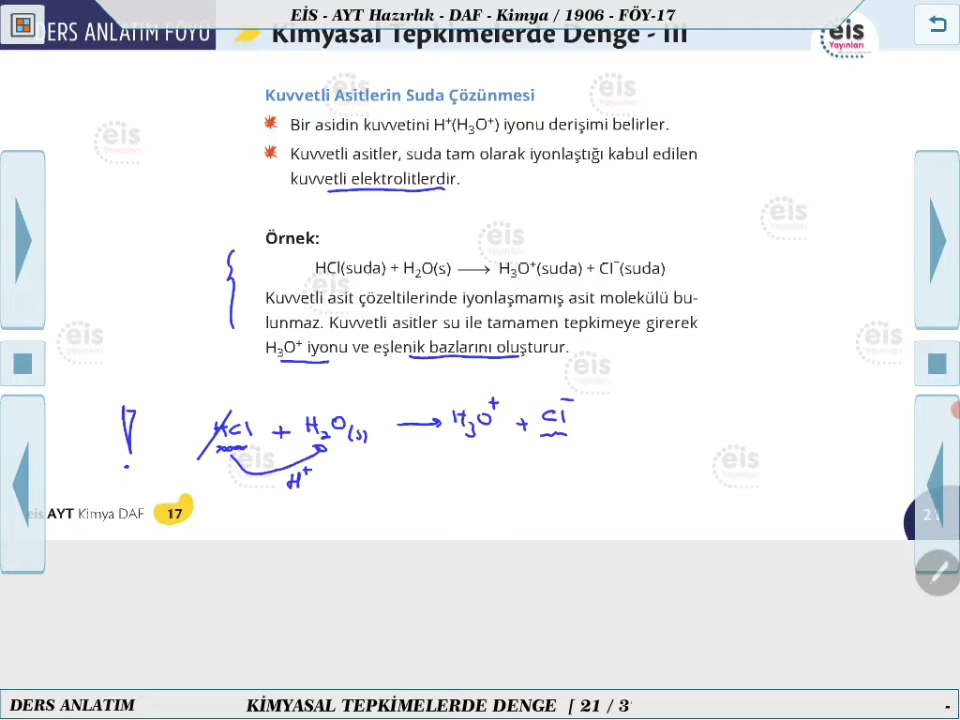 EİS - AYT Hazırlık - DAF - Kimya / 1906 - FÖY-17
DERS ANLATIM FÖYÜ
Kimyasal Tepkimelerde Denge - III
eis
Yayınları
Kuvvetli Asitlerin Suda Çözünmesi
Bir asidin kuvvetini H⁺(H₃O⁺) iyonu derişimi belirler.
Kuvvetli asitler, suda tam olarak iyonlaştığı kabul edilen
kuvvetli elektrolitlerdir.
Örnek:
HCl(suda) + H₂O(s) ⟶ H₃O⁺(suda) + Cl⁻(suda)
Kuvvetli asit çözeltilerinde iyonlaşmamış asit molekülü bu-
lunmaz. Kuvvetli asitler su ile tamamen tepkimeye girerek
H₃O⁺ iyonu ve eşlenik bazlarını oluşturur.
! HCl + H₂O(s) ⟶ H₃O⁺ + Cl⁻
H⁺
eis AYT Kimya DAF 17
21
DERS ANLATIM
KİMYASAL TEPKİMELERDE DENGE [ 21 / 3
-